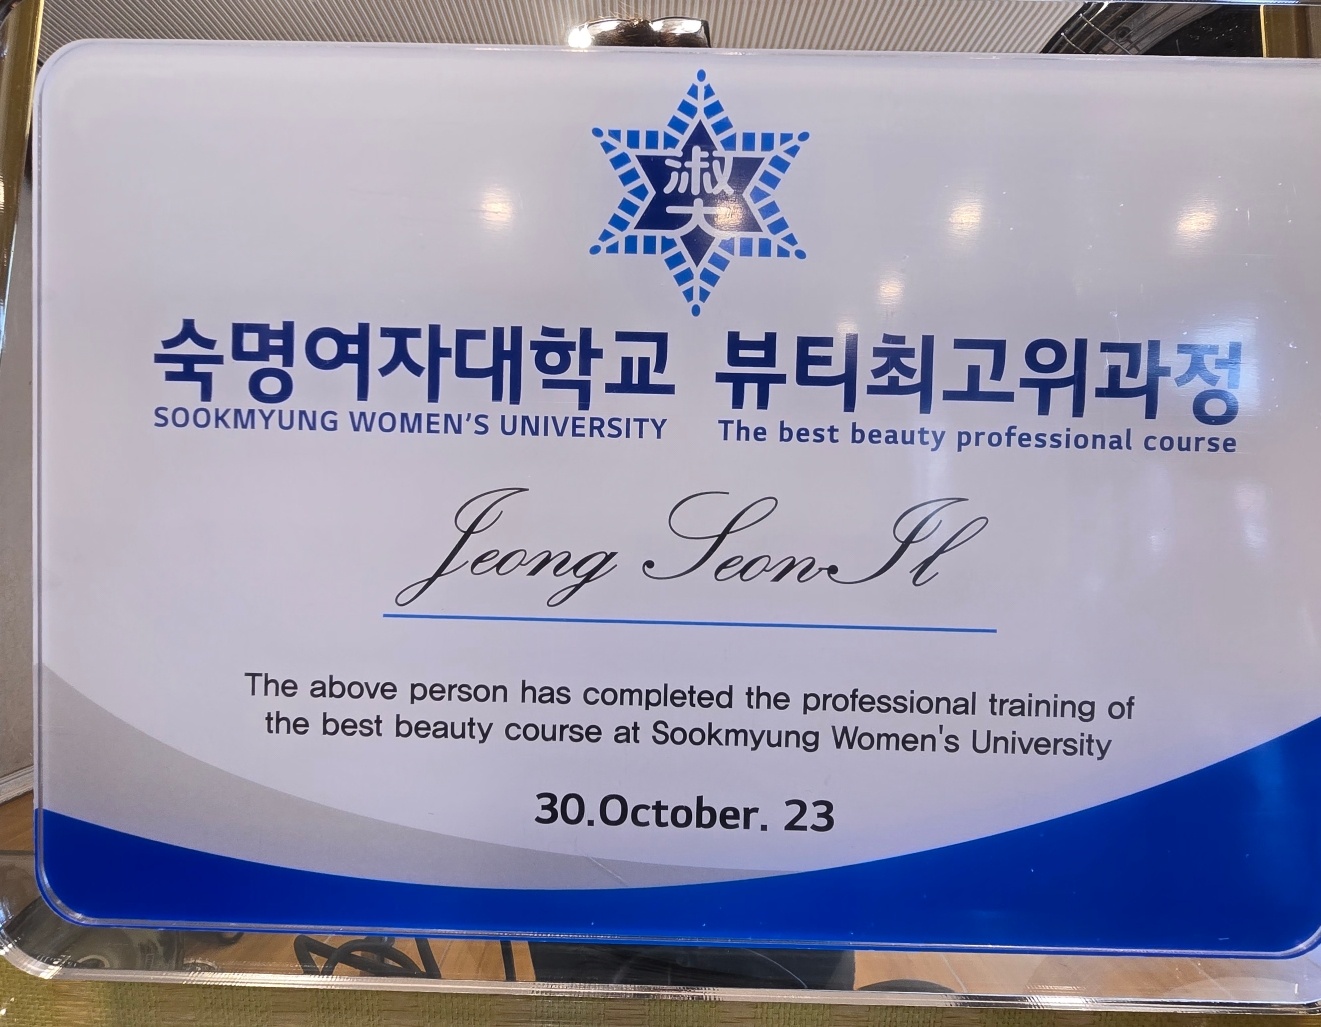 淑
大
숙명여자대학교 뷰티최고위과정
SOOKMYUNG WOMEN'S UNIVERSITY The best beauty professional course
Jeong Seon Il
The above person has completed the professional training of
the best beauty course at Sookmyung Women's University
30.October. 23